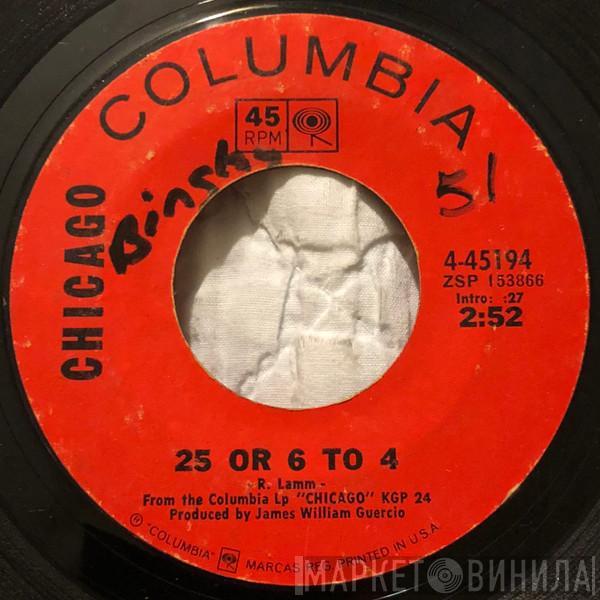 COLUMBIA
45
RPM
51
CHICAGO
4-45194
ZSP 153866
Intro: :27
2:52
25 OR 6 TO 4
- R. Lamm -
From the Columbia Lp "CHICAGO" KGP 24
Produced by James William Guercio
® "COLUMBIA" MARCAS REG. PRINTED IN U.S.A.
МАРКЕТ ВИНИЛА